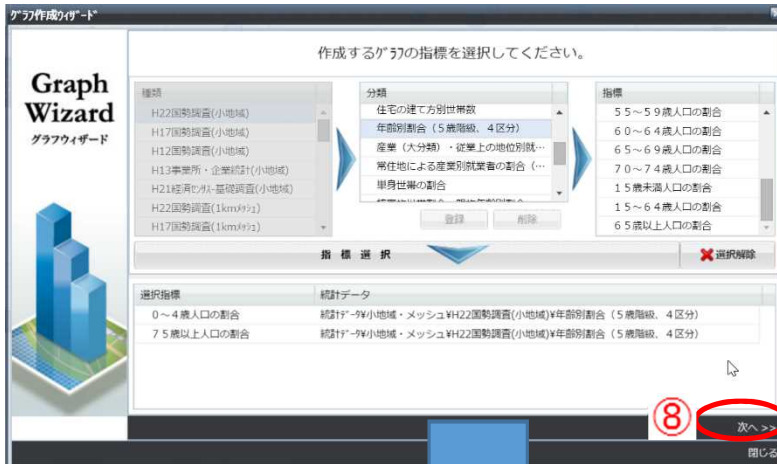 グラフ作成ウィザード
作成するグラフの指標を選択してください。
Graph
Wizard
グラフウィザード
種類
H22国勢調査(小地域)
H17国勢調査(小地域)
H12国勢調査(小地域)
H13事業所・企業統計(小地域)
H21経済センサス-基礎調査(小地域)
H22国勢調査(1kmメッシュ)
H17国勢調査(1kmメッシュ)
分類
住宅の建て方別世帯数
年齢別割合（5歳階級、4区分）
産業（大分類）・従業上の地位別就…
常住地による産業別就業者の割合（…
単身世帯の割合
登録
削除
指標
55～59歳人口の割合
60～64歳人口の割合
65～69歳人口の割合
70～74歳人口の割合
15歳未満人口の割合
15～64歳人口の割合
65歳以上人口の割合
指 標 選 択
選択解除
選択指標 統計データ
0～4歳人口の割合 統計データ¥小地域・メッシュ¥H22国勢調査(小地域)¥年齢別割合（5歳階級、4区分）
75歳以上人口の割合 統計データ¥小地域・メッシュ¥H22国勢調査(小地域)¥年齢別割合（5歳階級、4区分）
⑧
次へ >>
閉じる